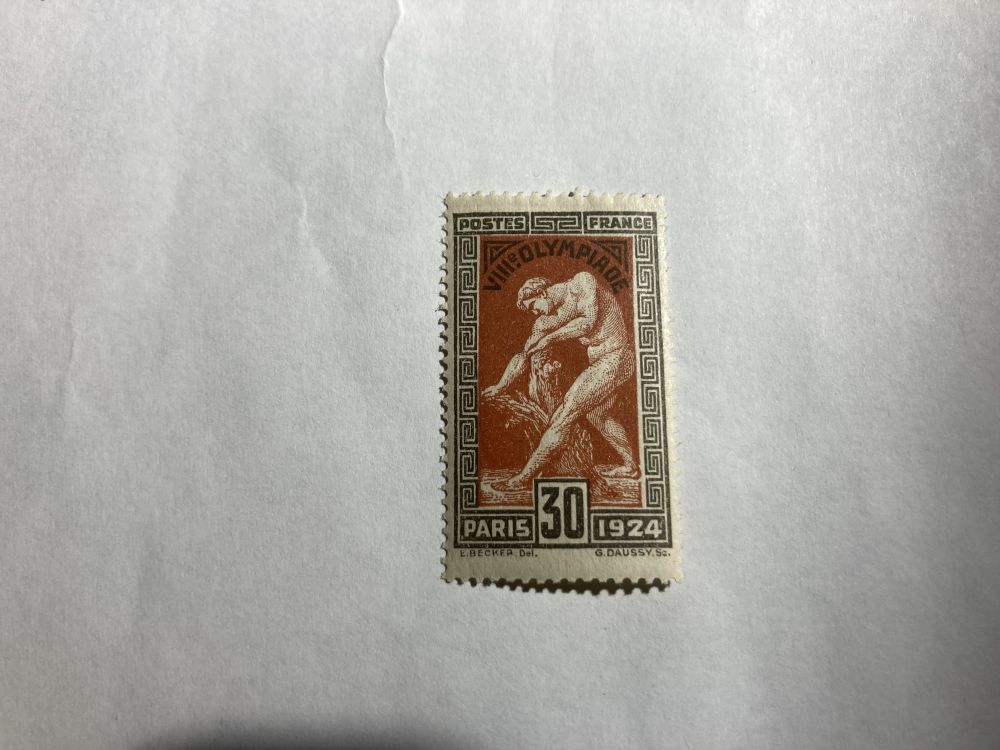 POSTES FRANCE
VIIIe OLYMPIADE
30
PARIS 1924
E.BECKER. Del. G.DAUSSY. Sc.